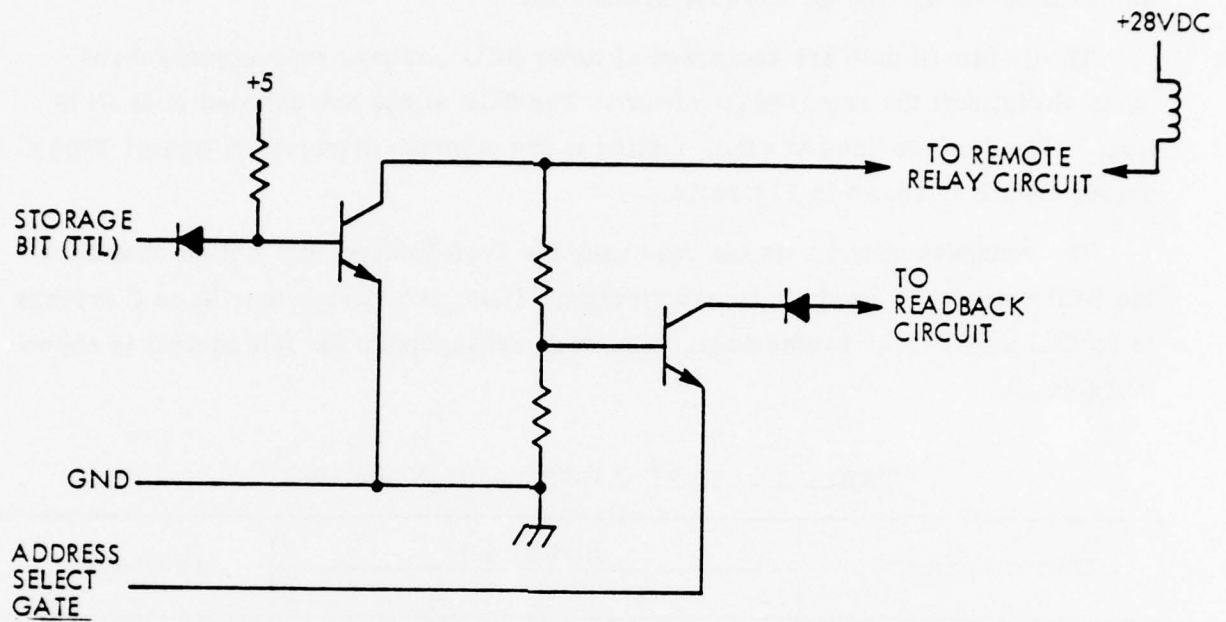 +28VDC
+5
TO REMOTE
RELAY CIRCUIT
STORAGE
BIT (TTL)
TO
READBACK
CIRCUIT
GND
ADDRESS
SELECT
GATE